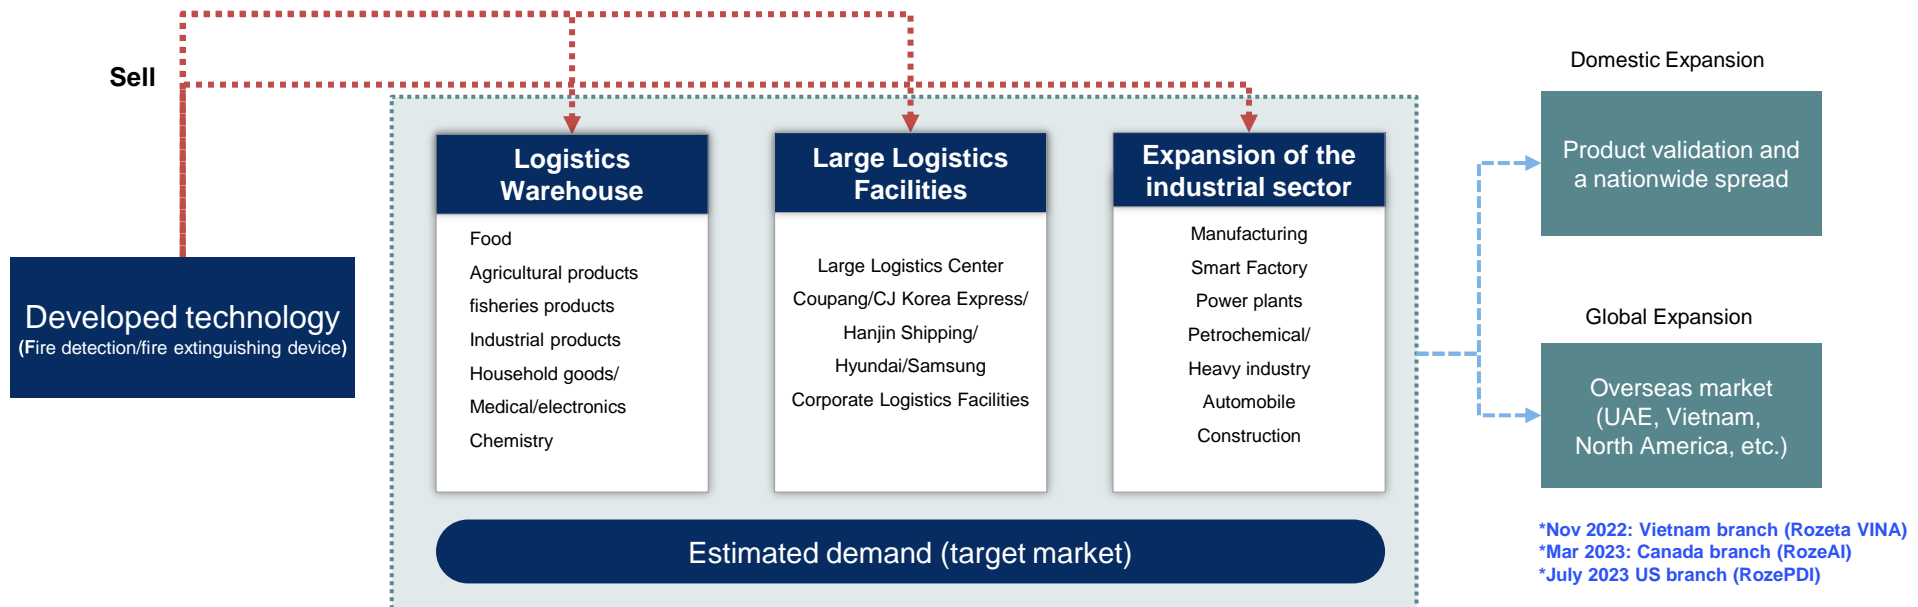 Sell
Developed technology
(Fire detection/fire extinguishing device)
Logistics
Warehouse
Food
Agricultural products
fisheries products
Industrial products
Household goods/
Medical/electronics
Chemistry
Large Logistics
Facilities
Large Logistics Center
Coupang/CJ Korea Express/
Hanjin Shipping/
Hyundai/Samsung
Corporate Logistics Facilities
Expansion of the
industrial sector
Manufacturing
Smart Factory
Power plants
Petrochemical/
Heavy industry
Automobile
Construction
Estimated demand (target market)
Domestic Expansion
Product validation and
a nationwide spread
Global Expansion
Overseas market
(UAE, Vietnam,
North America, etc.)
*Nov 2022: Vietnam branch (Rozeta VINA)
*Mar 2023: Canada branch (RozeAI)
*July 2023 US branch (RozePDI)